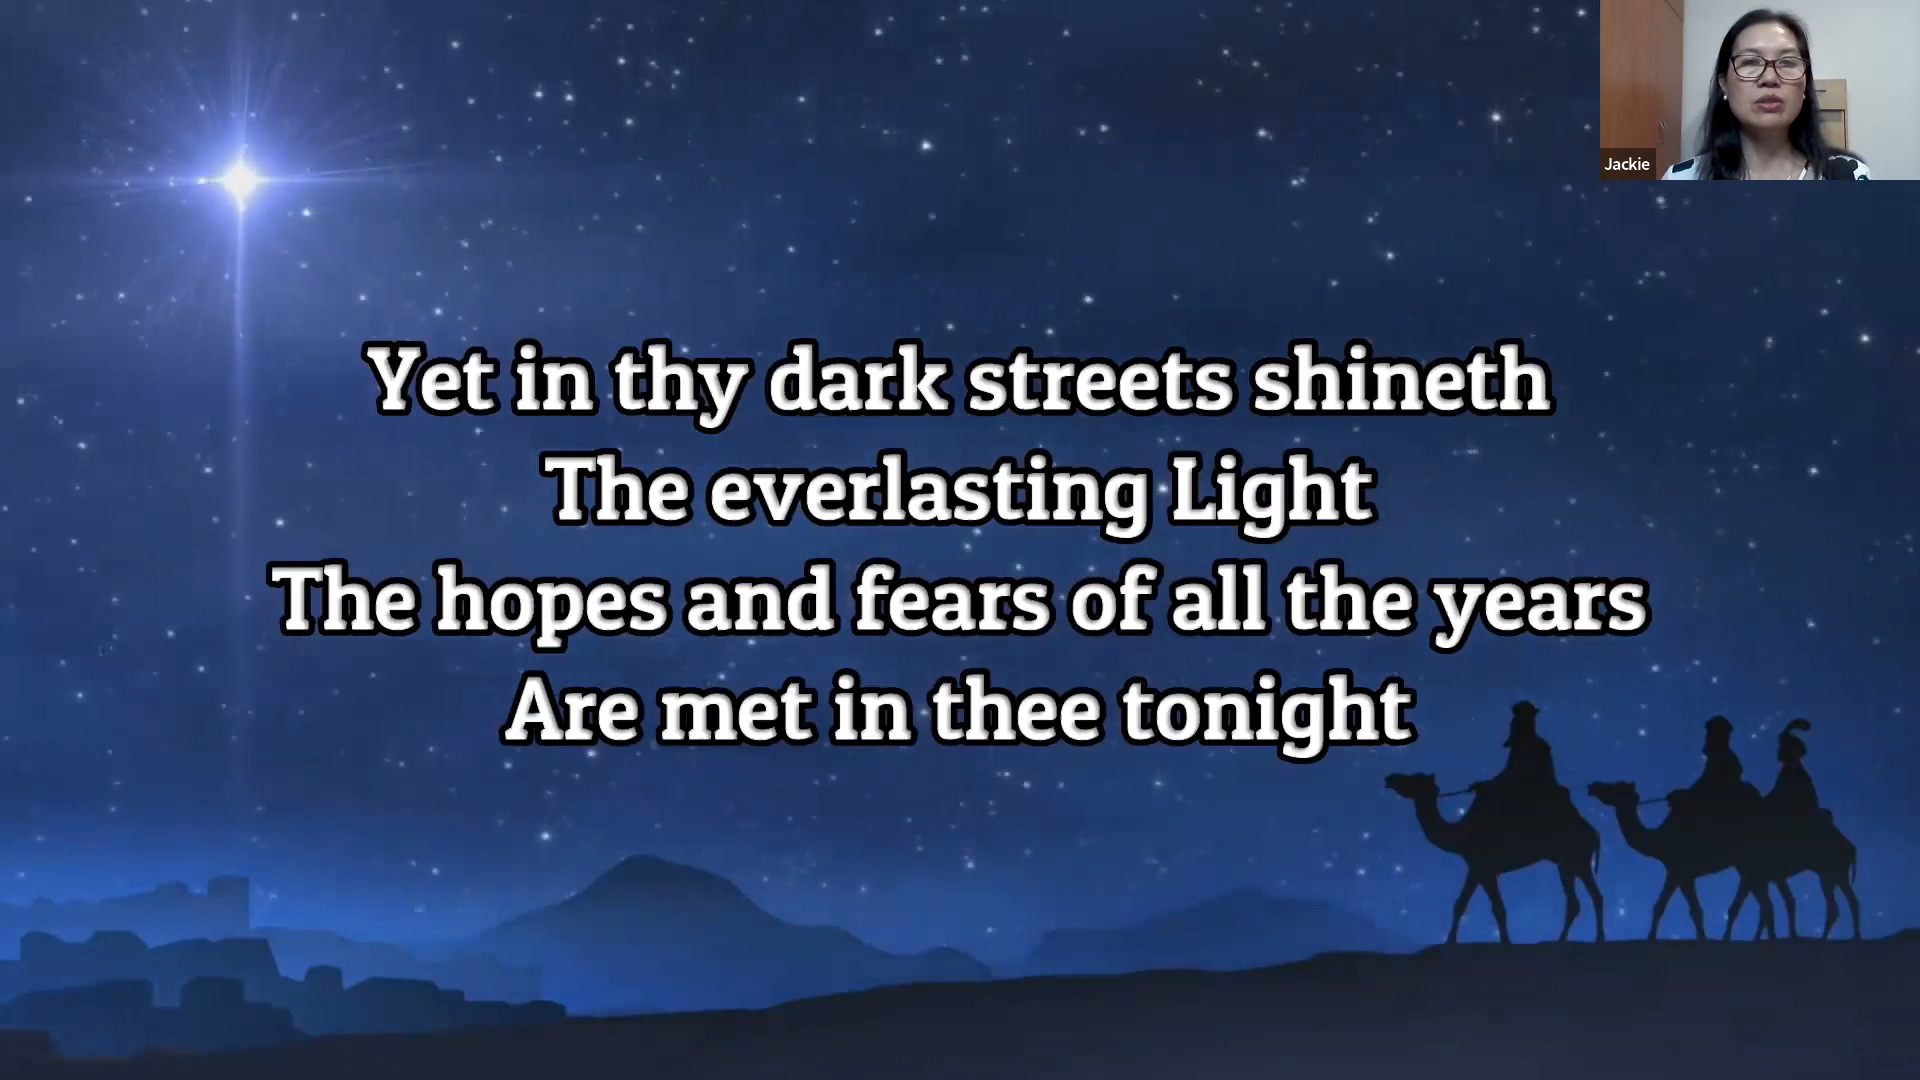 Jackie
Yet in thy dark streets shineth
The everlasting Light
The hopes and fears of all the years
Are met in thee tonight